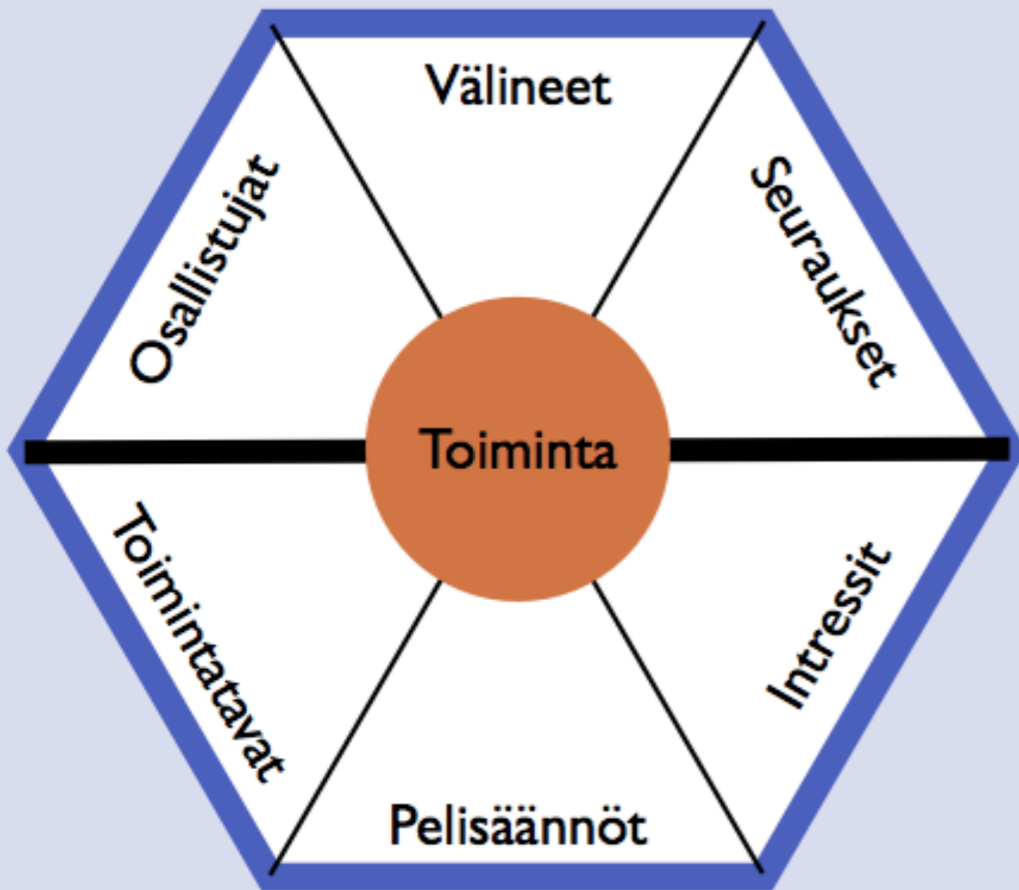 Välineet
Osallistujat
Seuraukset
Toiminta
Toimintatavat
Intressit
Pelisäännöt